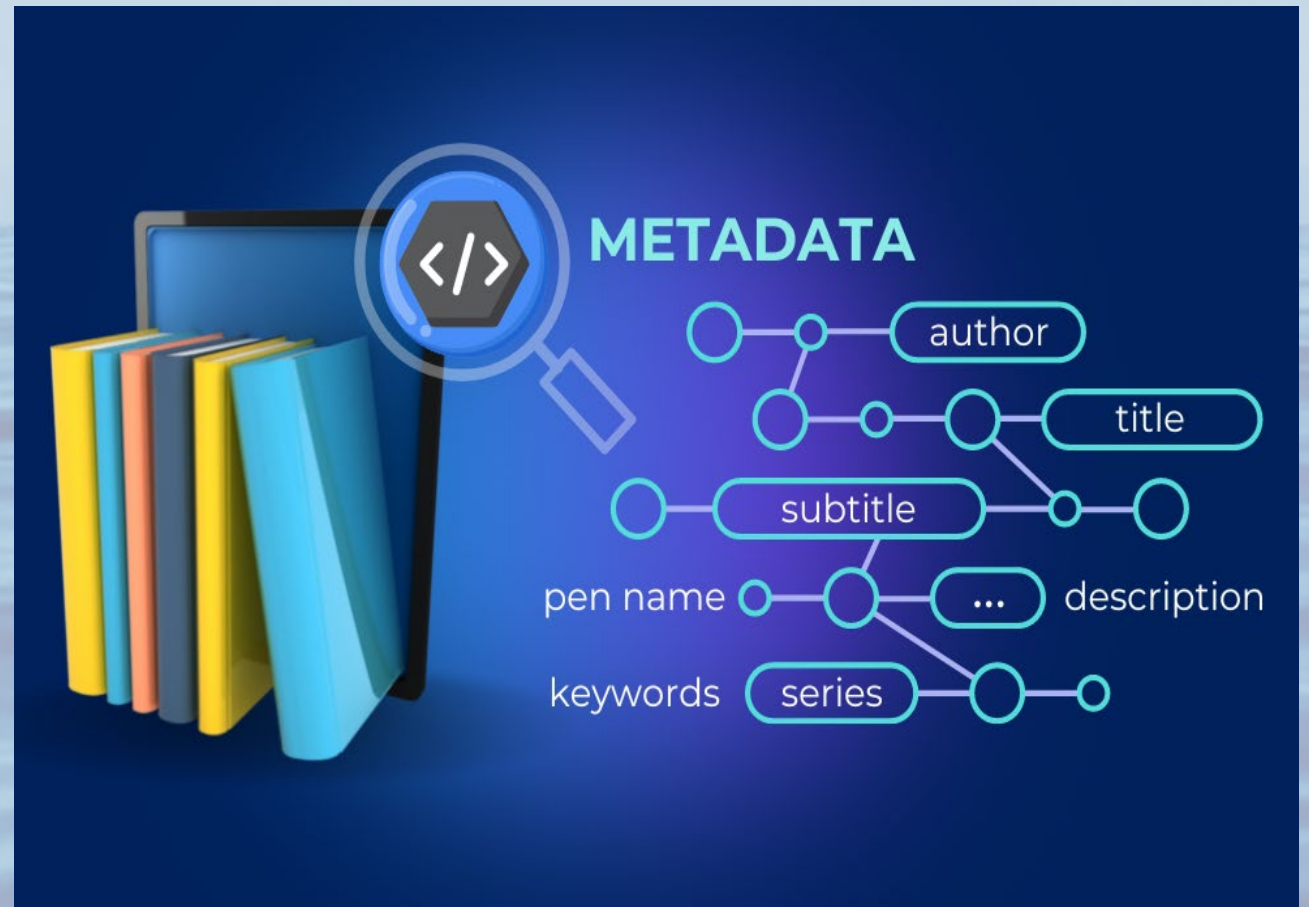 </>
METADATA
author
title
subtitle
pen name ... description
keywords series